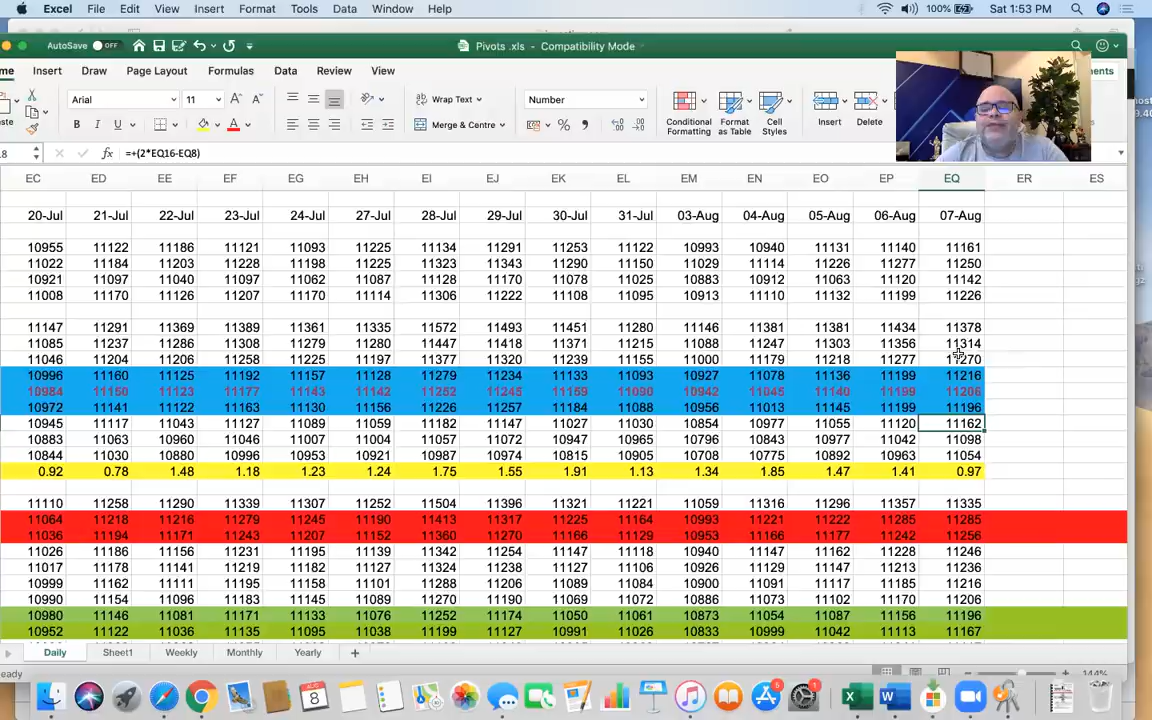 Excel File Edit View Insert Format Tools Data Window Help 100% Sat 1:53 PM
AutoSave OFF Pivots .xls - Compatibility Mode
me Insert Draw Page Layout Formulas Data Review View ents
Arial 11 Wrap Text Number
B I U Merge & Centre Conditional Formatting Format as Table Cell Styles Insert Delete
.8 fx =+(2*EQ16-EQ8)
EC ED EE EF EG EH EI EJ EK EL EM EN EO EP EQ ER ES
20-Jul 21-Jul 22-Jul 23-Jul 24-Jul 27-Jul 28-Jul 29-Jul 30-Jul 31-Jul 03-Aug 04-Aug 05-Aug 06-Aug 07-Aug
10955 11122 11186 11121 11093 11225 11134 11291 11253 11122 10993 10940 11131 11140 11161
11022 11184 11203 11228 11198 11225 11323 11343 11290 11150 11029 11114 11226 11277 11250
10921 11097 11040 11097 11062 11087 11128 11170 11078 11025 10883 10912 11063 11120 11142
11008 11170 11126 11207 11170 11114 11306 11222 11108 11095 10913 11110 11132 11199 11226
11147 11291 11369 11389 11361 11335 11572 11493 11451 11280 11146 11381 11381 11434 11378
11085 11237 11286 11308 11279 11280 11447 11418 11371 11215 11088 11247 11303 11356 11314
11046 11204 11206 11258 11225 11197 11377 11320 11239 11155 11000 11179 11218 11277 11270
10996 11160 11125 11192 11157 11128 11279 11234 11133 11093 10927 11078 11136 11199 11216
10984 11150 11123 11177 11143 11142 11252 11245 11159 11090 10942 11045 11140 11199 11206
10972 11141 11122 11163 11130 11156 11226 11257 11184 11088 10956 11013 11145 11199 11196
10945 11117 11043 11127 11089 11059 11182 11147 11027 11030 10854 10977 11055 11120 11162
10883 11063 10960 11046 11007 11004 11057 11072 10947 10965 10796 10843 10977 11042 11098
10844 11030 10880 10996 10953 10921 10987 10974 10815 10905 10708 10775 10892 10963 11054
0.92 0.78 1.48 1.18 1.23 1.24 1.75 1.55 1.91 1.13 1.34 1.85 1.47 1.41 0.97
11110 11258 11290 11339 11307 11252 11504 11396 11321 11221 11059 11316 11296 11357 11335
11064 11218 11216 11279 11245 11190 11413 11317 11225 11164 10993 11221 11222 11285 11285
11036 11194 11171 11243 11207 11152 11360 11270 11166 11129 10953 11166 11177 11242 11256
11026 11186 11156 11231 11195 11139 11342 11254 11147 11118 10940 11147 11162 11228 11246
11017 11178 11141 11219 11182 11127 11324 11238 11128 11106 10926 11129 11147 11213 11236
10999 11162 11111 11195 11158 11101 11288 11206 11089 11084 10900 11091 11117 11185 11216
10990 11154 11096 11183 11145 11089 11270 11190 11069 11072 10886 11073 11102 11170 11206
10980 11146 11081 11171 11133 11076 11252 11174 11050 11061 10873 11054 11087 11156 11196
10952 11122 11036 11135 11095 11038 11199 11127 10991 11026 10833 10999 11042 11113 11167
Daily Sheet1 Weekly Monthly Yearly
eady 144%